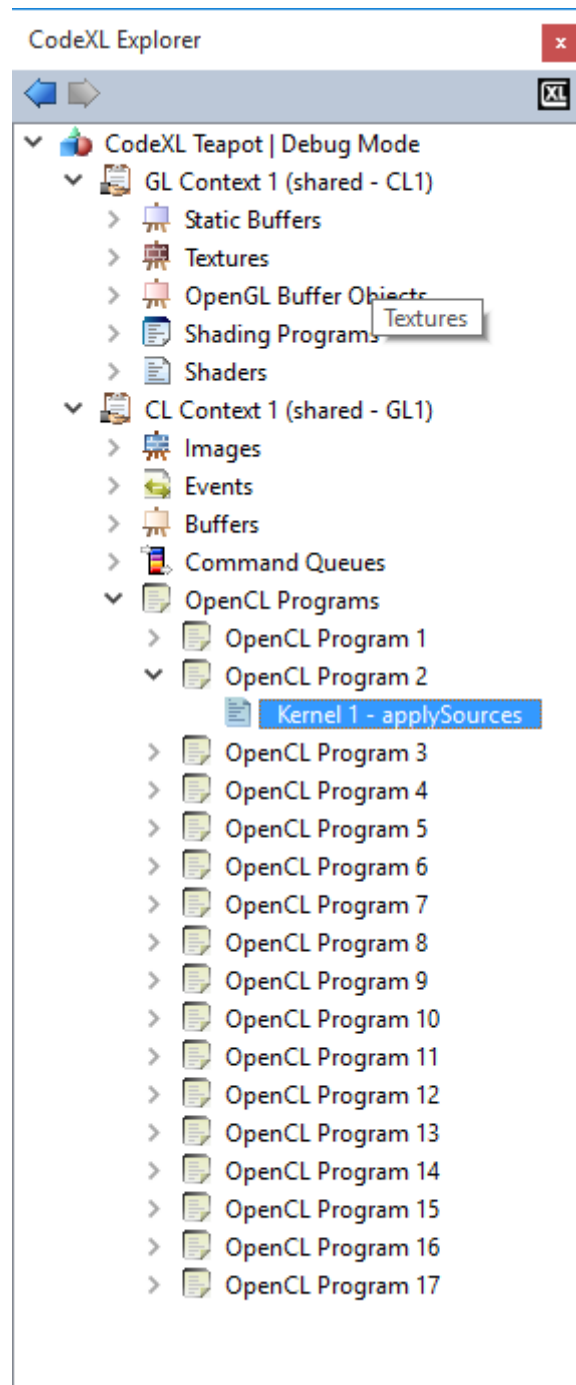 CodeXL Explorer
x
XL
CodeXL Teapot | Debug Mode
GL Context 1 (shared - CL1)
Static Buffers
Textures
OpenGL Buffer Objects
Textures
Shading Programs
Shaders
CL Context 1 (shared - GL1)
Images
Events
Buffers
Command Queues
OpenCL Programs
OpenCL Program 1
OpenCL Program 2
Kernel 1 - applySources
OpenCL Program 3
OpenCL Program 4
OpenCL Program 5
OpenCL Program 6
OpenCL Program 7
OpenCL Program 8
OpenCL Program 9
OpenCL Program 10
OpenCL Program 11
OpenCL Program 12
OpenCL Program 13
OpenCL Program 14
OpenCL Program 15
OpenCL Program 16
OpenCL Program 17